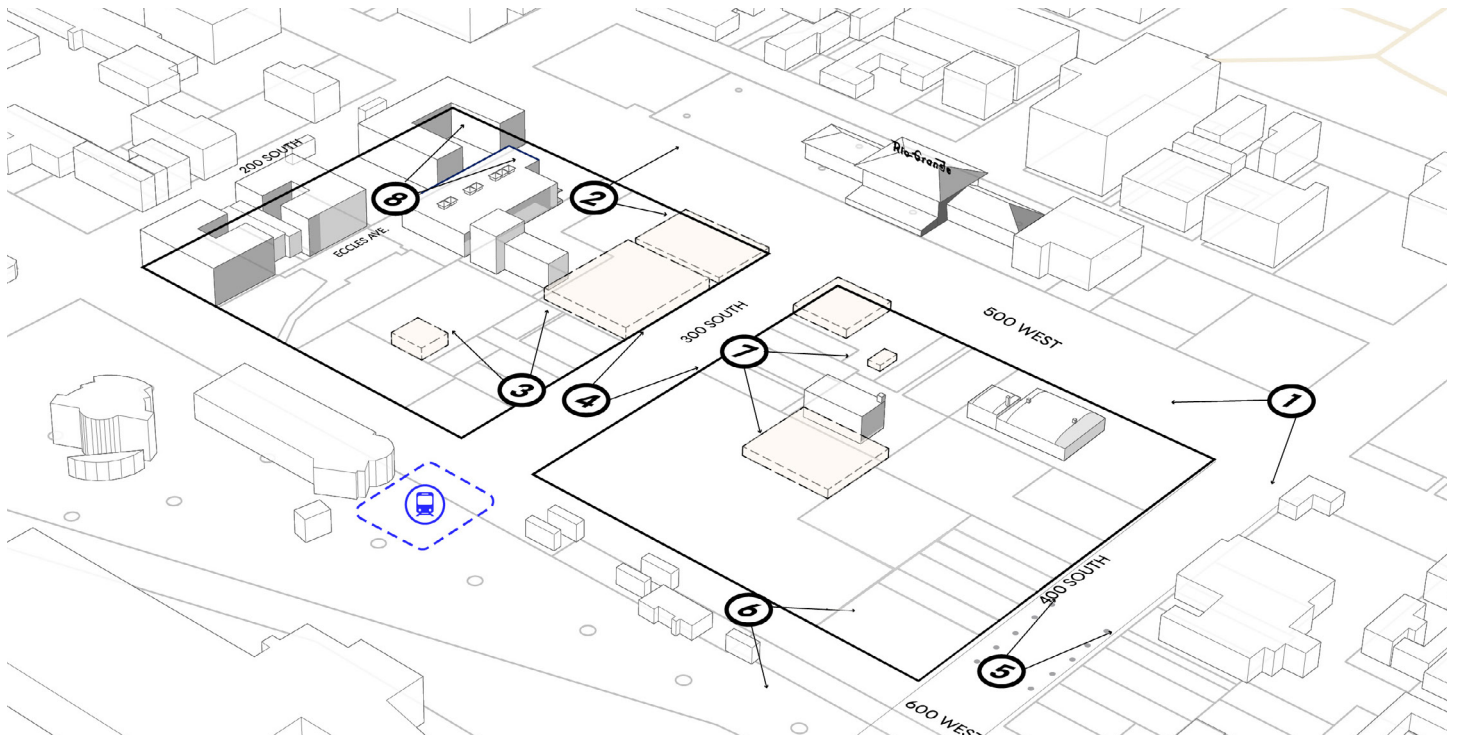 200 SOUTH
Rio Grande
8
2
ECCLES AVE.
300 SOUTH
500 WEST
7
3
4
1
400 SOUTH
6
5
600 WEST